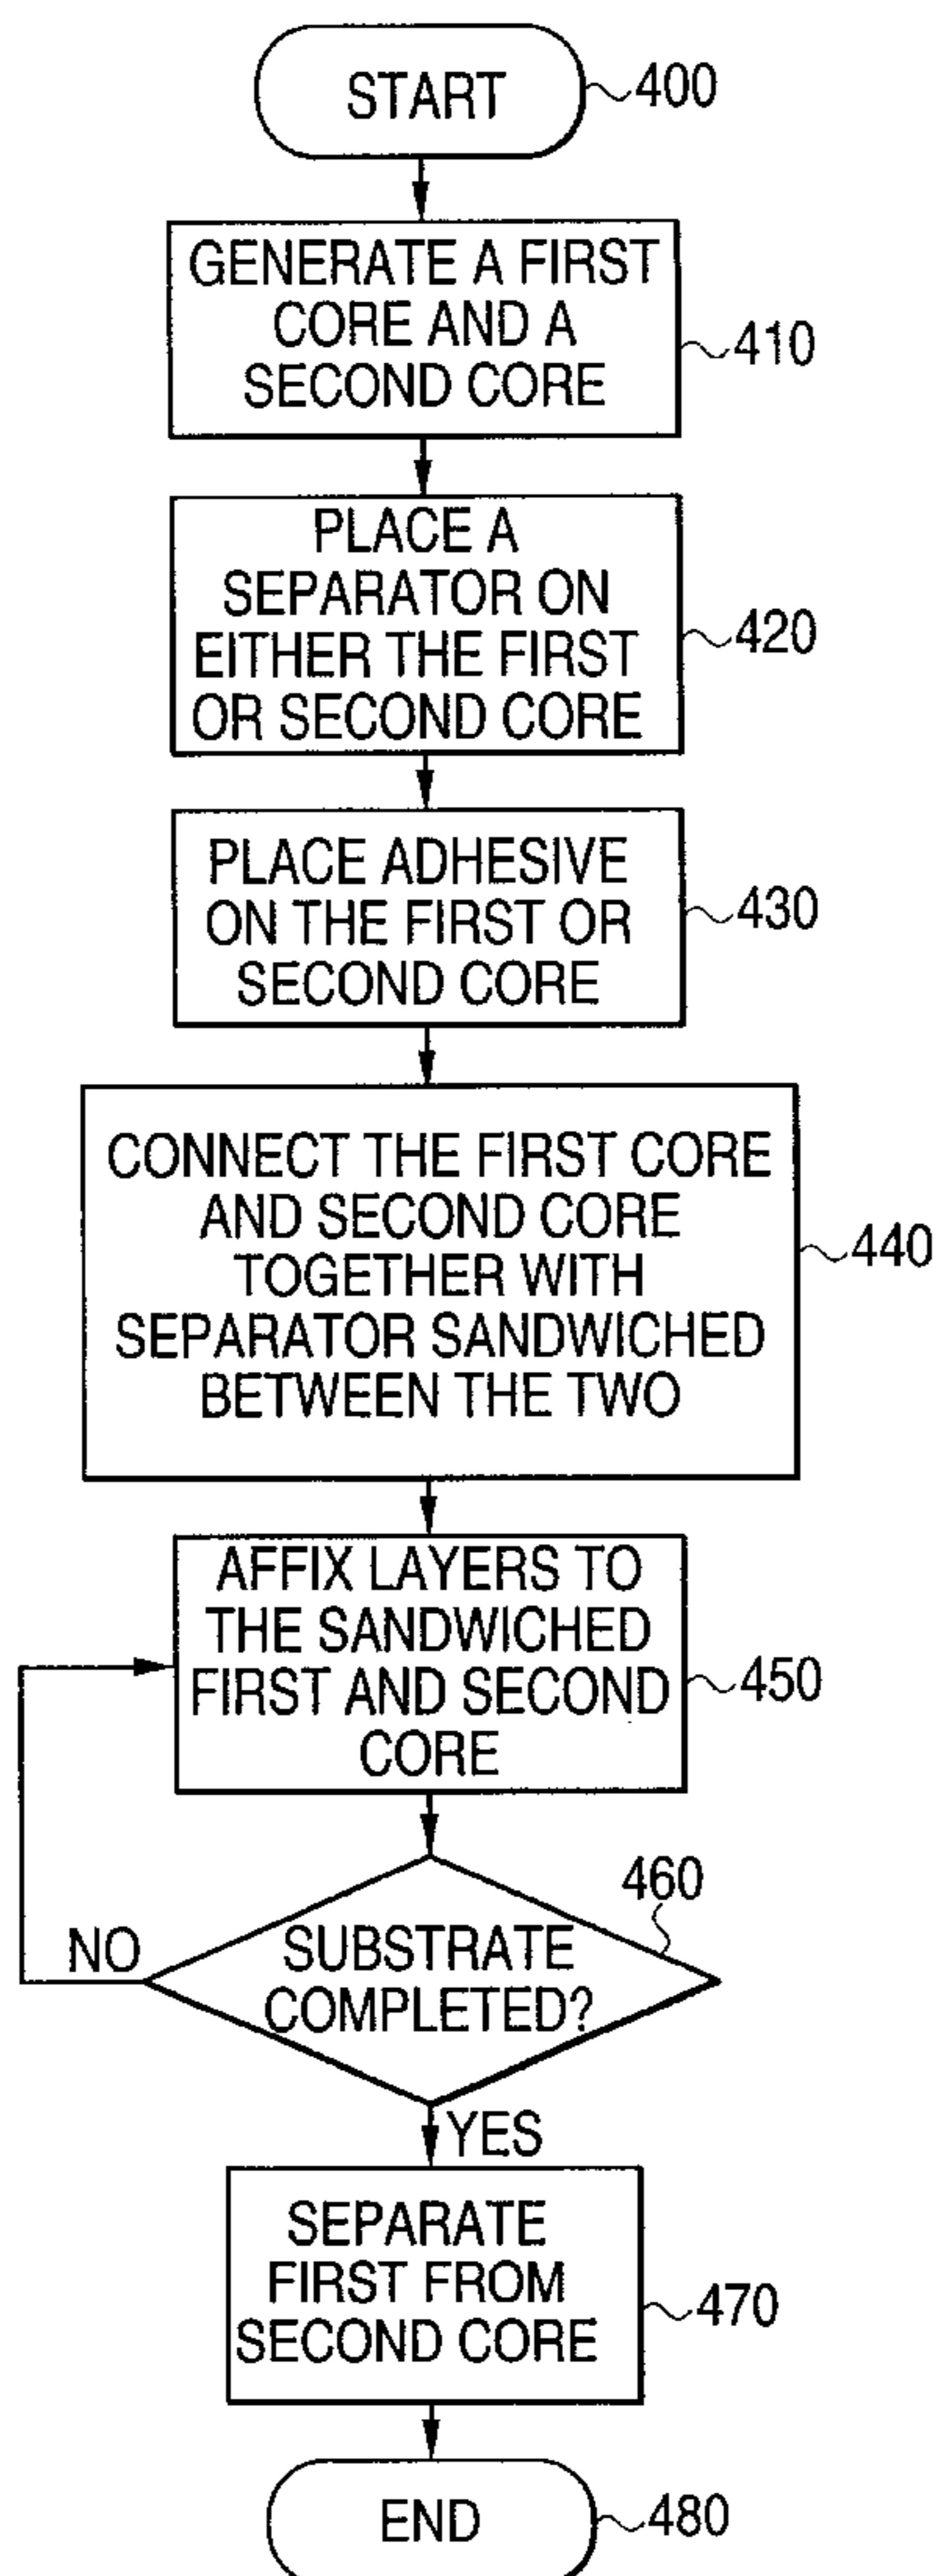 START
400
GENERATE A FIRST
CORE AND A
SECOND CORE
410
PLACE A
SEPARATOR ON
EITHER THE FIRST
OR SECOND CORE
420
PLACE ADHESIVE
ON THE FIRST OR
SECOND CORE
430
CONNECT THE FIRST CORE
AND SECOND CORE
TOGETHER WITH
SEPARATOR SANDWICHED
BETWEEN THE TWO
440
AFFIX LAYERS TO
THE SANDWICHED
FIRST AND SECOND
CORE
450
460
NO
SUBSTRATE
COMPLETED?
YES
SEPARATE
FIRST FROM
SECOND CORE
470
END
480